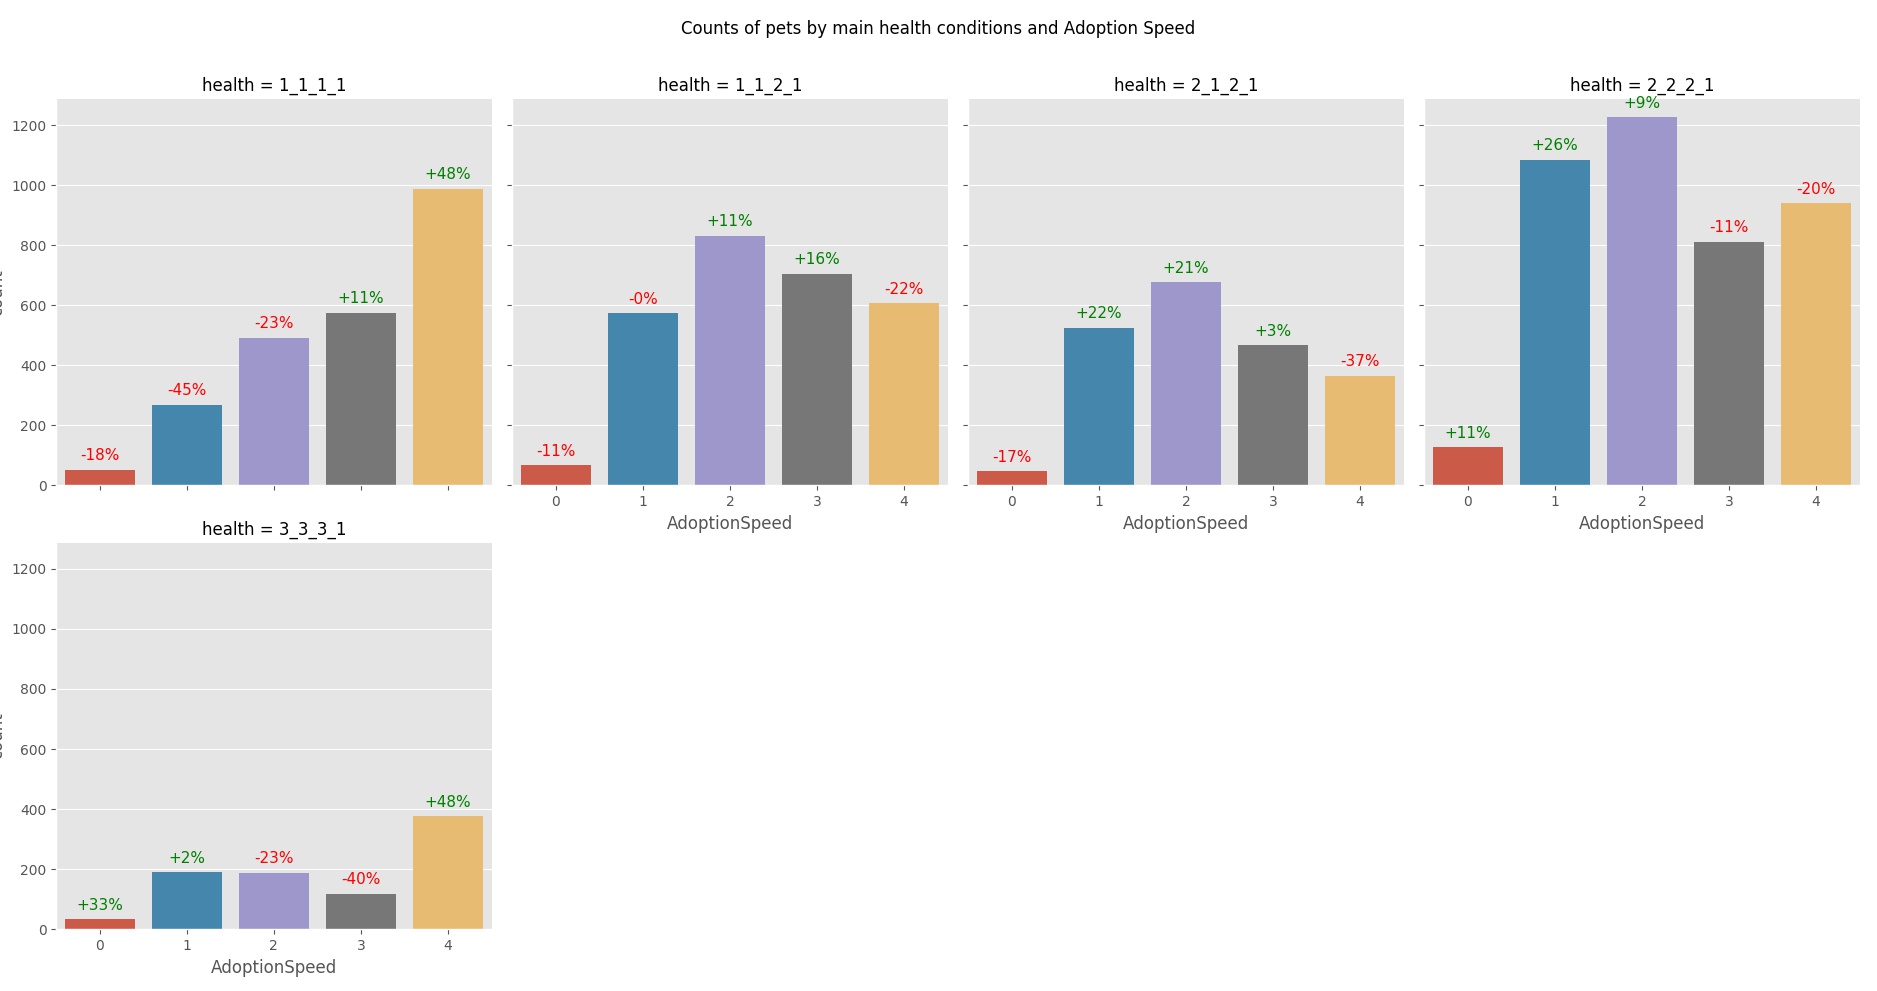 Counts of pets by main health conditions and Adoption Speed
health = 1_1_1_1
1200
1000
800
600
400
200
0
-18%
-45%
-23%
+11%
+48%
health = 1_1_2_1
-11%
-0%
+11%
+16%
-22%
0 1 2 3 4
AdoptionSpeed
health = 2_1_2_1
-17%
+22%
+21%
+3%
-37%
0 1 2 3 4
AdoptionSpeed
health = 2_2_2_1
+11%
+26%
+9%
-11%
-20%
0 1 2 3 4
AdoptionSpeed
health = 3_3_3_1
1200
1000
800
600
400
200
0
+33%
+2%
-23%
-40%
+48%
0 1 2 3 4
AdoptionSpeed